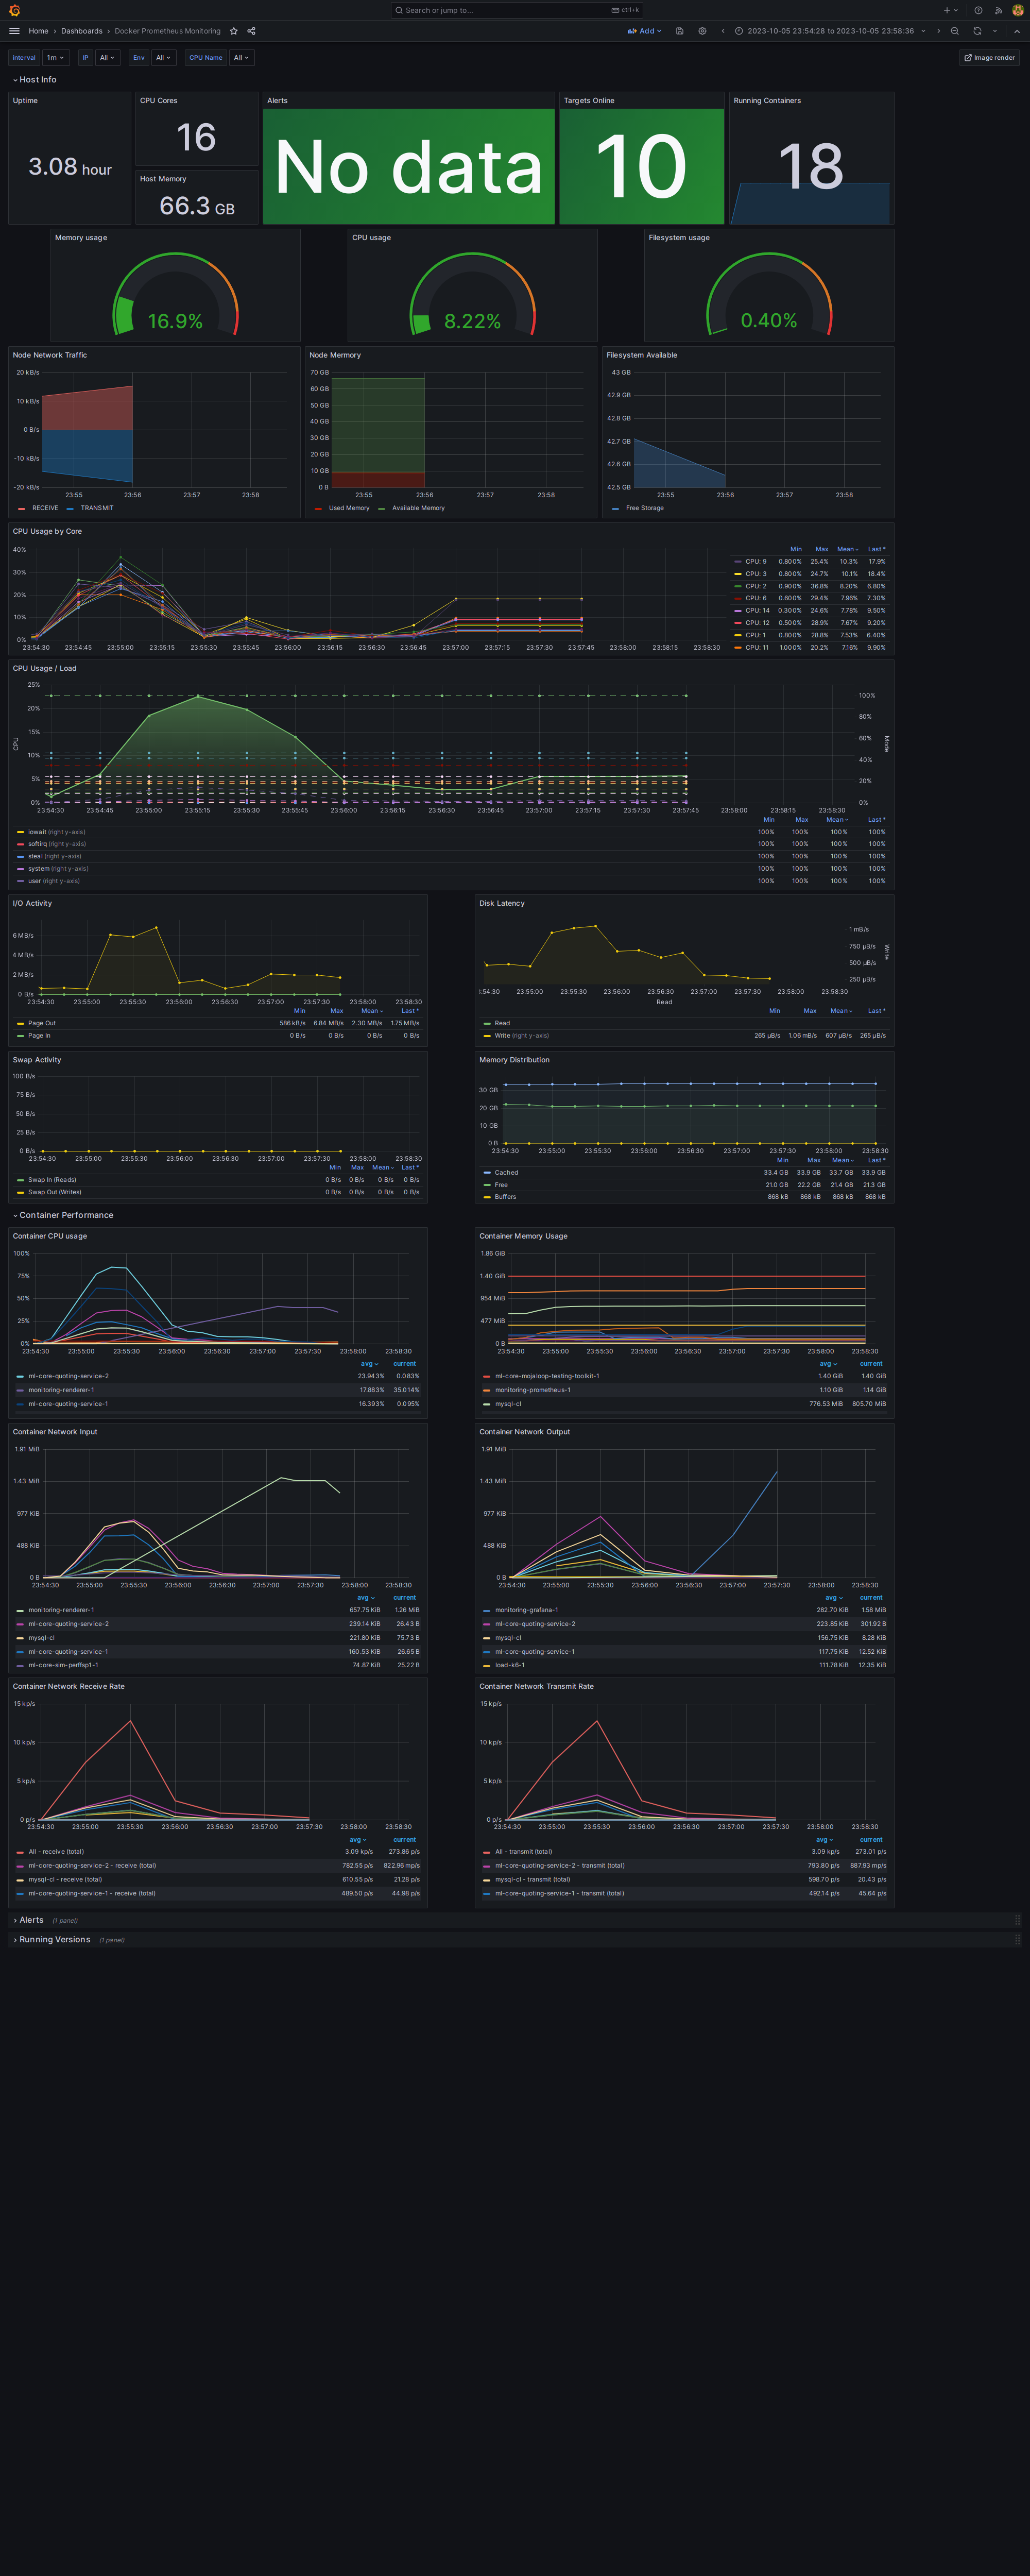 Search or jump to...
ctrl+k
Home › Dashboards › Docker Prometheus Monitoring
Add
2023-10-05 23:54:28 to 2023-10-05 23:58:36
interval 1m IP All Env All CPU Name All
Image render
Host Info
Uptime
3.08 hour
CPU Cores
16
Host Memory
66.3 GB
Alerts
No data
Targets Online
10
Running Containers
18
Memory usage
16.9%
CPU usage
8.22%
Filesystem usage
0.40%
Node Network Traffic
20 kB/s
10 kB/s
0 B/s
-10 kB/s
-20 kB/s
23:55 23:56 23:57 23:58
RECEIVE TRANSMIT
Node Mermory
70 GB
60 GB
50 GB
40 GB
30 GB
20 GB
10 GB
0 B
23:55 23:56 23:57 23:58
Used Memory Available Memory
Filesystem Available
43 GB
42.9 GB
42.8 GB
42.7 GB
42.6 GB
42.5 GB
23:55 23:56 23:57 23:58
Free Storage
CPU Usage by Core
40%
30%
20%
10%
0%
23:54:30 23:54:45 23:55:00 23:55:15 23:55:30 23:55:45 23:56:00 23:56:15 23:56:30 23:56:45 23:57:00 23:57:15 23:57:30 23:57:45 23:58:00 23:58:15 23:58:30
Min Max Mean Last *
CPU: 9 0.800% 25.4% 10.3% 17.9%
CPU: 3 0.800% 24.7% 10.1% 18.4%
CPU: 2 0.900% 36.8% 8.20% 6.80%
CPU: 6 0.600% 29.4% 7.96% 7.30%
CPU: 14 0.300% 24.6% 7.78% 9.50%
CPU: 12 0.500% 28.9% 7.67% 9.20%
CPU: 1 0.800% 28.8% 7.53% 6.40%
CPU: 11 1.000% 20.2% 7.16% 9.90%
CPU Usage / Load
25%
20%
15%
10%
5%
0%
CPU
100%
80%
60%
40%
20%
0%
Mode
23:54:30 23:54:45 23:55:00 23:55:15 23:55:30 23:55:45 23:56:00 23:56:15 23:56:30 23:56:45 23:57:00 23:57:15 23:57:30 23:57:45 23:58:00 23:58:15 23:58:30
Min Max Mean Last *
iowait (right y-axis) 100% 100% 100% 100%
softirq (right y-axis) 100% 100% 100% 100%
steal (right y-axis) 100% 100% 100% 100%
system (right y-axis) 100% 100% 100% 100%
user (right y-axis) 100% 100% 100% 100%
I/O Activity
6 MB/s
4 MB/s
2 MB/s
0 B/s
23:54:30 23:55:00 23:55:30 23:56:00 23:56:30 23:57:00 23:57:30 23:58:00 23:58:30
Min Max Mean Last *
Page Out 586 kB/s 6.84 MB/s 2.30 MB/s 1.75 MB/s
Page In 0 B/s 0 B/s 0 B/s 0 B/s
Disk Latency
1 mB/s
750 µB/s
500 µB/s
250 µB/s
Write
:54:30 23:55:00 23:55:30 23:56:00 23:56:30 23:57:00 23:57:30 23:58:00 23:58:30
Read
Min Max Mean Last *
Read
Write (right y-axis) 265 µB/s 1.06 mB/s 607 µB/s 265 µB/s
Swap Activity
100 B/s
75 B/s
50 B/s
25 B/s
0 B/s
23:54:30 23:55:00 23:55:30 23:56:00 23:56:30 23:57:00 23:57:30 23:58:00 23:58:30
Min Max Mean Last *
Swap In (Reads) 0 B/s 0 B/s 0 B/s 0 B/s
Swap Out (Writes) 0 B/s 0 B/s 0 B/s 0 B/s
Memory Distribution
30 GB
20 GB
10 GB
0 B
23:54:30 23:55:00 23:55:30 23:56:00 23:56:30 23:57:00 23:57:30 23:58:00 23:58:30
Min Max Mean Last *
Cached 33.4 GB 33.9 GB 33.7 GB 33.9 GB
Free 21.0 GB 22.2 GB 21.4 GB 21.3 GB
Buffers 868 kB 868 kB 868 kB 868 kB
Container Performance
Container CPU usage
100%
75%
50%
25%
0%
23:54:30 23:55:00 23:55:30 23:56:00 23:56:30 23:57:00 23:57:30 23:58:00 23:58:30
avg current
ml-core-quoting-service-2 23.943% 0.083%
monitoring-renderer-1 17.883% 35.014%
ml-core-quoting-service-1 16.393% 0.095%
Container Memory Usage
1.86 GiB
1.40 GiB
954 MiB
477 MiB
0 B
23:54:30 23:55:00 23:55:30 23:56:00 23:56:30 23:57:00 23:57:30 23:58:00 23:58:30
avg current
ml-core-mojaloop-testing-toolkit-1 1.40 GiB 1.40 GiB
monitoring-prometheus-1 1.10 GiB 1.14 GiB
mysql-cl 776.53 MiB 805.70 MiB
Container Network Input
1.91 MiB
1.43 MiB
977 KiB
488 KiB
0 B
23:54:30 23:55:00 23:55:30 23:56:00 23:56:30 23:57:00 23:57:30 23:58:00 23:58:30
avg current
monitoring-renderer-1 657.75 KiB 1.26 MiB
ml-core-quoting-service-2 239.14 KiB 26.43 B
mysql-cl 221.80 KiB 75.73 B
ml-core-quoting-service-1 160.53 KiB 26.65 B
ml-core-sim-perffsp1-1 74.87 KiB 25.22 B
Container Network Output
1.91 MiB
1.43 MiB
977 KiB
488 KiB
0 B
23:54:30 23:55:00 23:55:30 23:56:00 23:56:30 23:57:00 23:57:30 23:58:00 23:58:30
avg current
monitoring-grafana-1 282.70 KiB 1.58 MiB
ml-core-quoting-service-2 223.85 KiB 301.92 B
mysql-cl 156.75 KiB 8.28 KiB
ml-core-quoting-service-1 117.75 KiB 12.52 KiB
load-k6-1 111.78 KiB 12.35 KiB
Container Network Receive Rate
15 kp/s
10 kp/s
5 kp/s
0 p/s
23:54:30 23:55:00 23:55:30 23:56:00 23:56:30 23:57:00 23:57:30 23:58:00 23:58:30
avg current
All - receive (total) 3.09 kp/s 273.86 p/s
ml-core-quoting-service-2 - receive (total) 782.55 p/s 822.96 mp/s
mysql-cl - receive (total) 610.55 p/s 21.28 p/s
ml-core-quoting-service-1 - receive (total) 489.50 p/s 44.98 p/s
Container Network Transmit Rate
15 kp/s
10 kp/s
5 kp/s
0 p/s
23:54:30 23:55:00 23:55:30 23:56:00 23:56:30 23:57:00 23:57:30 23:58:00 23:58:30
avg current
All - transmit (total) 3.09 kp/s 273.01 p/s
ml-core-quoting-service-2 - transmit (total) 793.80 p/s 887.93 mp/s
mysql-cl - transmit (total) 598.70 p/s 20.43 p/s
ml-core-quoting-service-1 - transmit (total) 492.14 p/s 45.64 p/s
Alerts (1 panel)
Running Versions (1 panel)